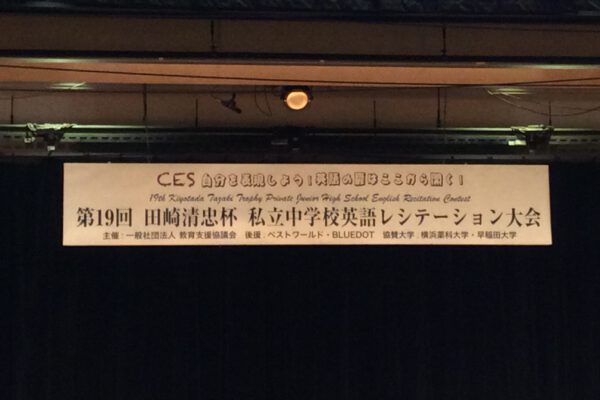 CES 自分を表現しよう!英語の扉はここから開く!
19th Kiyotada Tazaki Trophy Private Junior High School English Recitation Contest
第19回 田崎清忠杯 私立中学校英語レシテーション大会
主催:一般社団法人 教育支援協議会 後援:ベストワールド・BLUEDOT 協賛大学:横浜薬科大学・早稲田大学